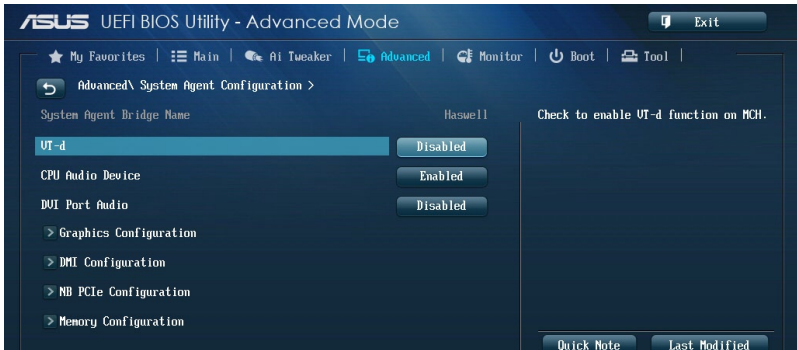 ASUS UEFI BIOS Utility - Advanced Mode
Exit
My Favorites | Main | Ai Tweaker | Advanced | Monitor | Boot | Tool |
Advanced\ System Agent Configuration >
System Agent Bridge Name Haswell
VT-d Disabled
CPU Audio Device Enabled
DVI Port Audio Disabled
> Graphics Configuration
> DMI Configuration
> NB PCIe Configuration
> Memory Configuration
Check to enable VT-d function on MCH.
Quick Note Last Modified